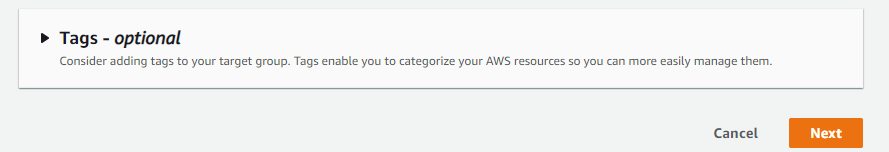 Tags - optional
Consider adding tags to your target group. Tags enable you to categorize your AWS resources so you can more easily manage them.
Cancel Next